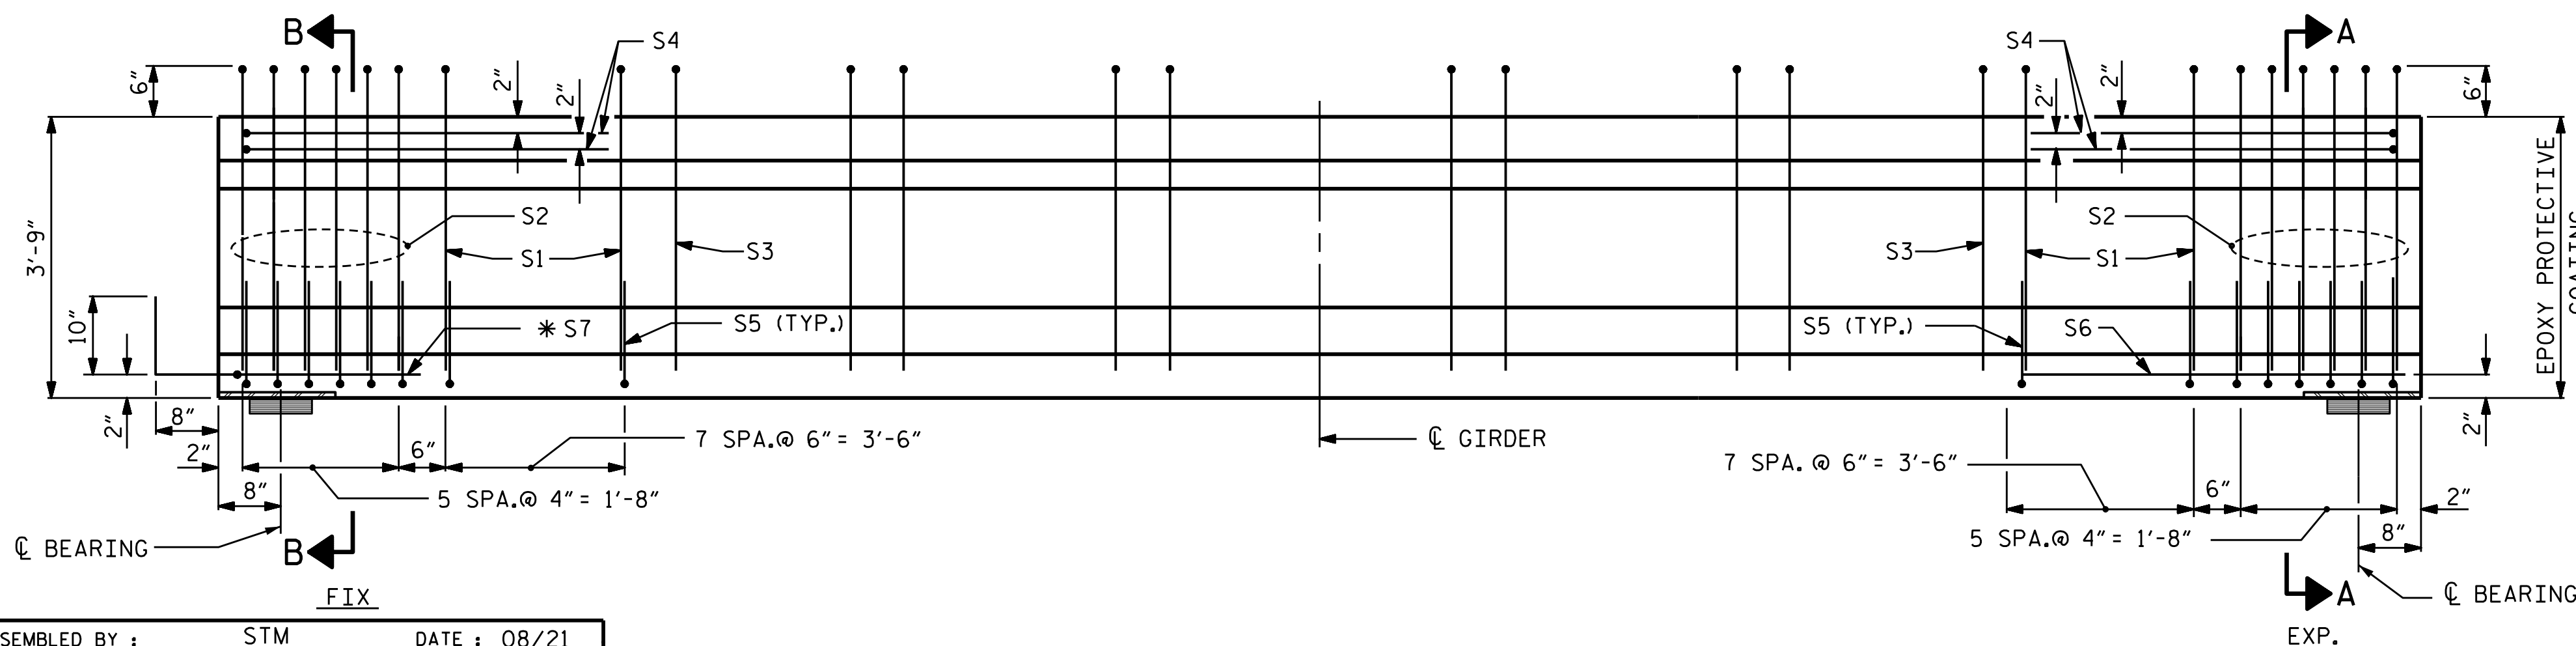 B
A
S4
S4
6"
2"
2"
2"
2"
6"
3'-9"
S2
S1
S3
S3
S1
S2
EPOXY PROTECTIVE
COATING
10"
✳ S7
S5 (TYP.)
S5 (TYP.)
S6
2"
8"
2"
6"
7 SPA.@ 6" = 3'-6"
℄ GIRDER
2"
7 SPA. @ 6" = 3'-6"
8"
5 SPA.@ 4" = 1'-8"
6"
2"
5 SPA.@ 4" = 1'-8"
8"
℄ BEARING
B
FIX
A
℄ BEARING
SEMBLED BY : STM DATE : 08/21
EXP.